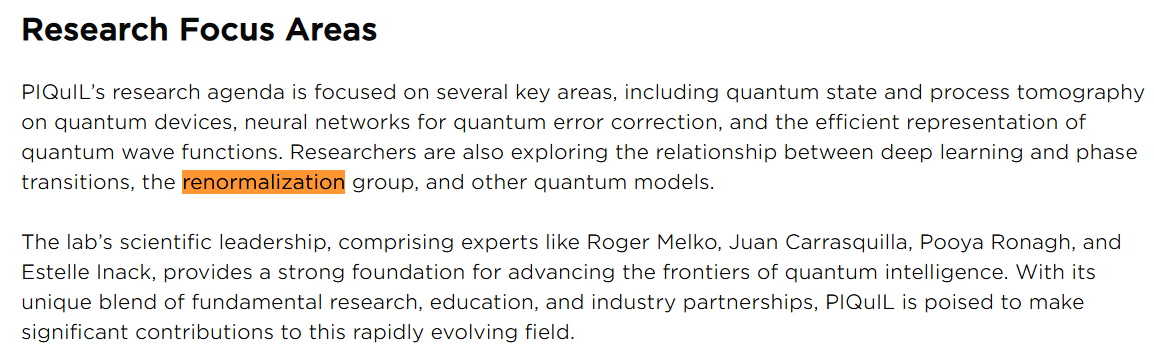 Research Focus Areas
PIQuIL’s research agenda is focused on several key areas, including quantum state and process tomography
on quantum devices, neural networks for quantum error correction, and the efficient representation of
quantum wave functions. Researchers are also exploring the relationship between deep learning and phase
transitions, the renormalization group, and other quantum models.
The lab’s scientific leadership, comprising experts like Roger Melko, Juan Carrasquilla, Pooya Ronagh, and
Estelle Inack, provides a strong foundation for advancing the frontiers of quantum intelligence. With its
unique blend of fundamental research, education, and industry partnerships, PIQuIL is poised to make
significant contributions to this rapidly evolving field.